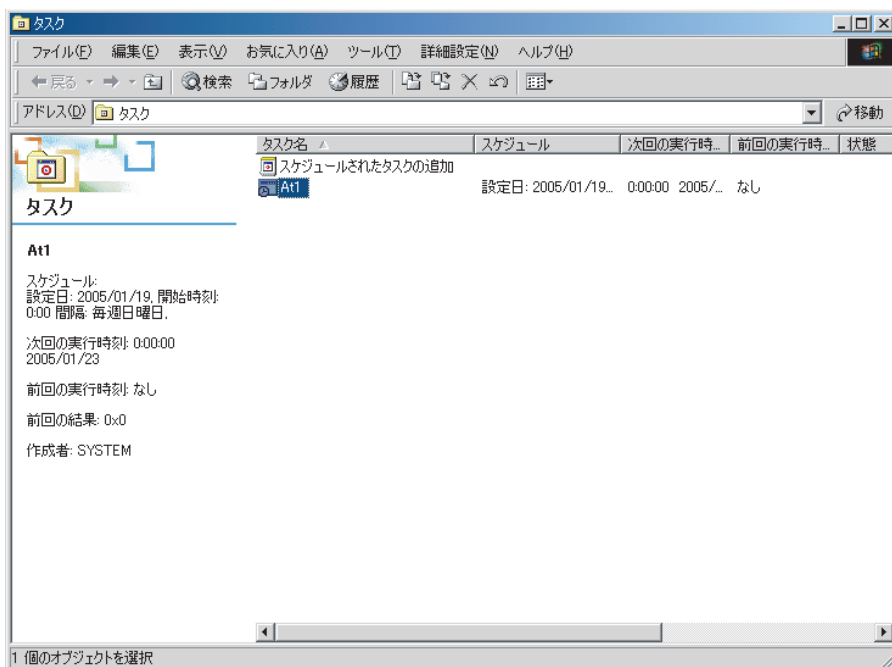 タスク
ファイル(F) 編集(E) 表示(V) お気に入り(A) ツール(T) 詳細設定(N) ヘルプ(H)
戻る 検索 フォルダ 履歴
アドレス(D) タスク 移動
タスク名 スケジュール 次回の実行時... 前回の実行時... 状態
スケジュールされたタスクの追加
At1 設定日: 2005/01/19... 0:00:00 2005/... なし
タスク
At1
スケジュール:
設定日: 2005/01/19, 開始時刻:
0:00 間隔: 毎週日曜日,
次回の実行時刻: 0:00:00
2005/01/23
前回の実行時刻: なし
前回の結果: 0x0
作成者: SYSTEM
1 個のオブジェクトを選択